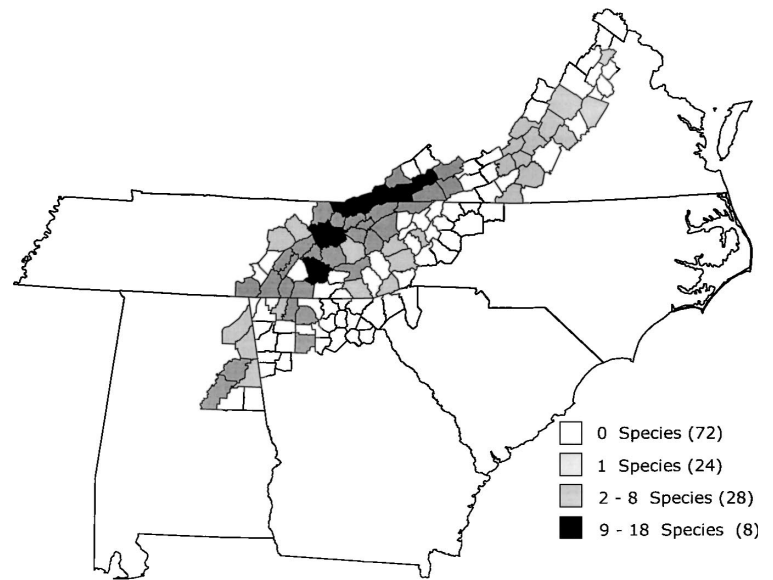 0 Species (72)
1 Species (24)
2 - 8 Species (28)
9 - 18 Species (8)